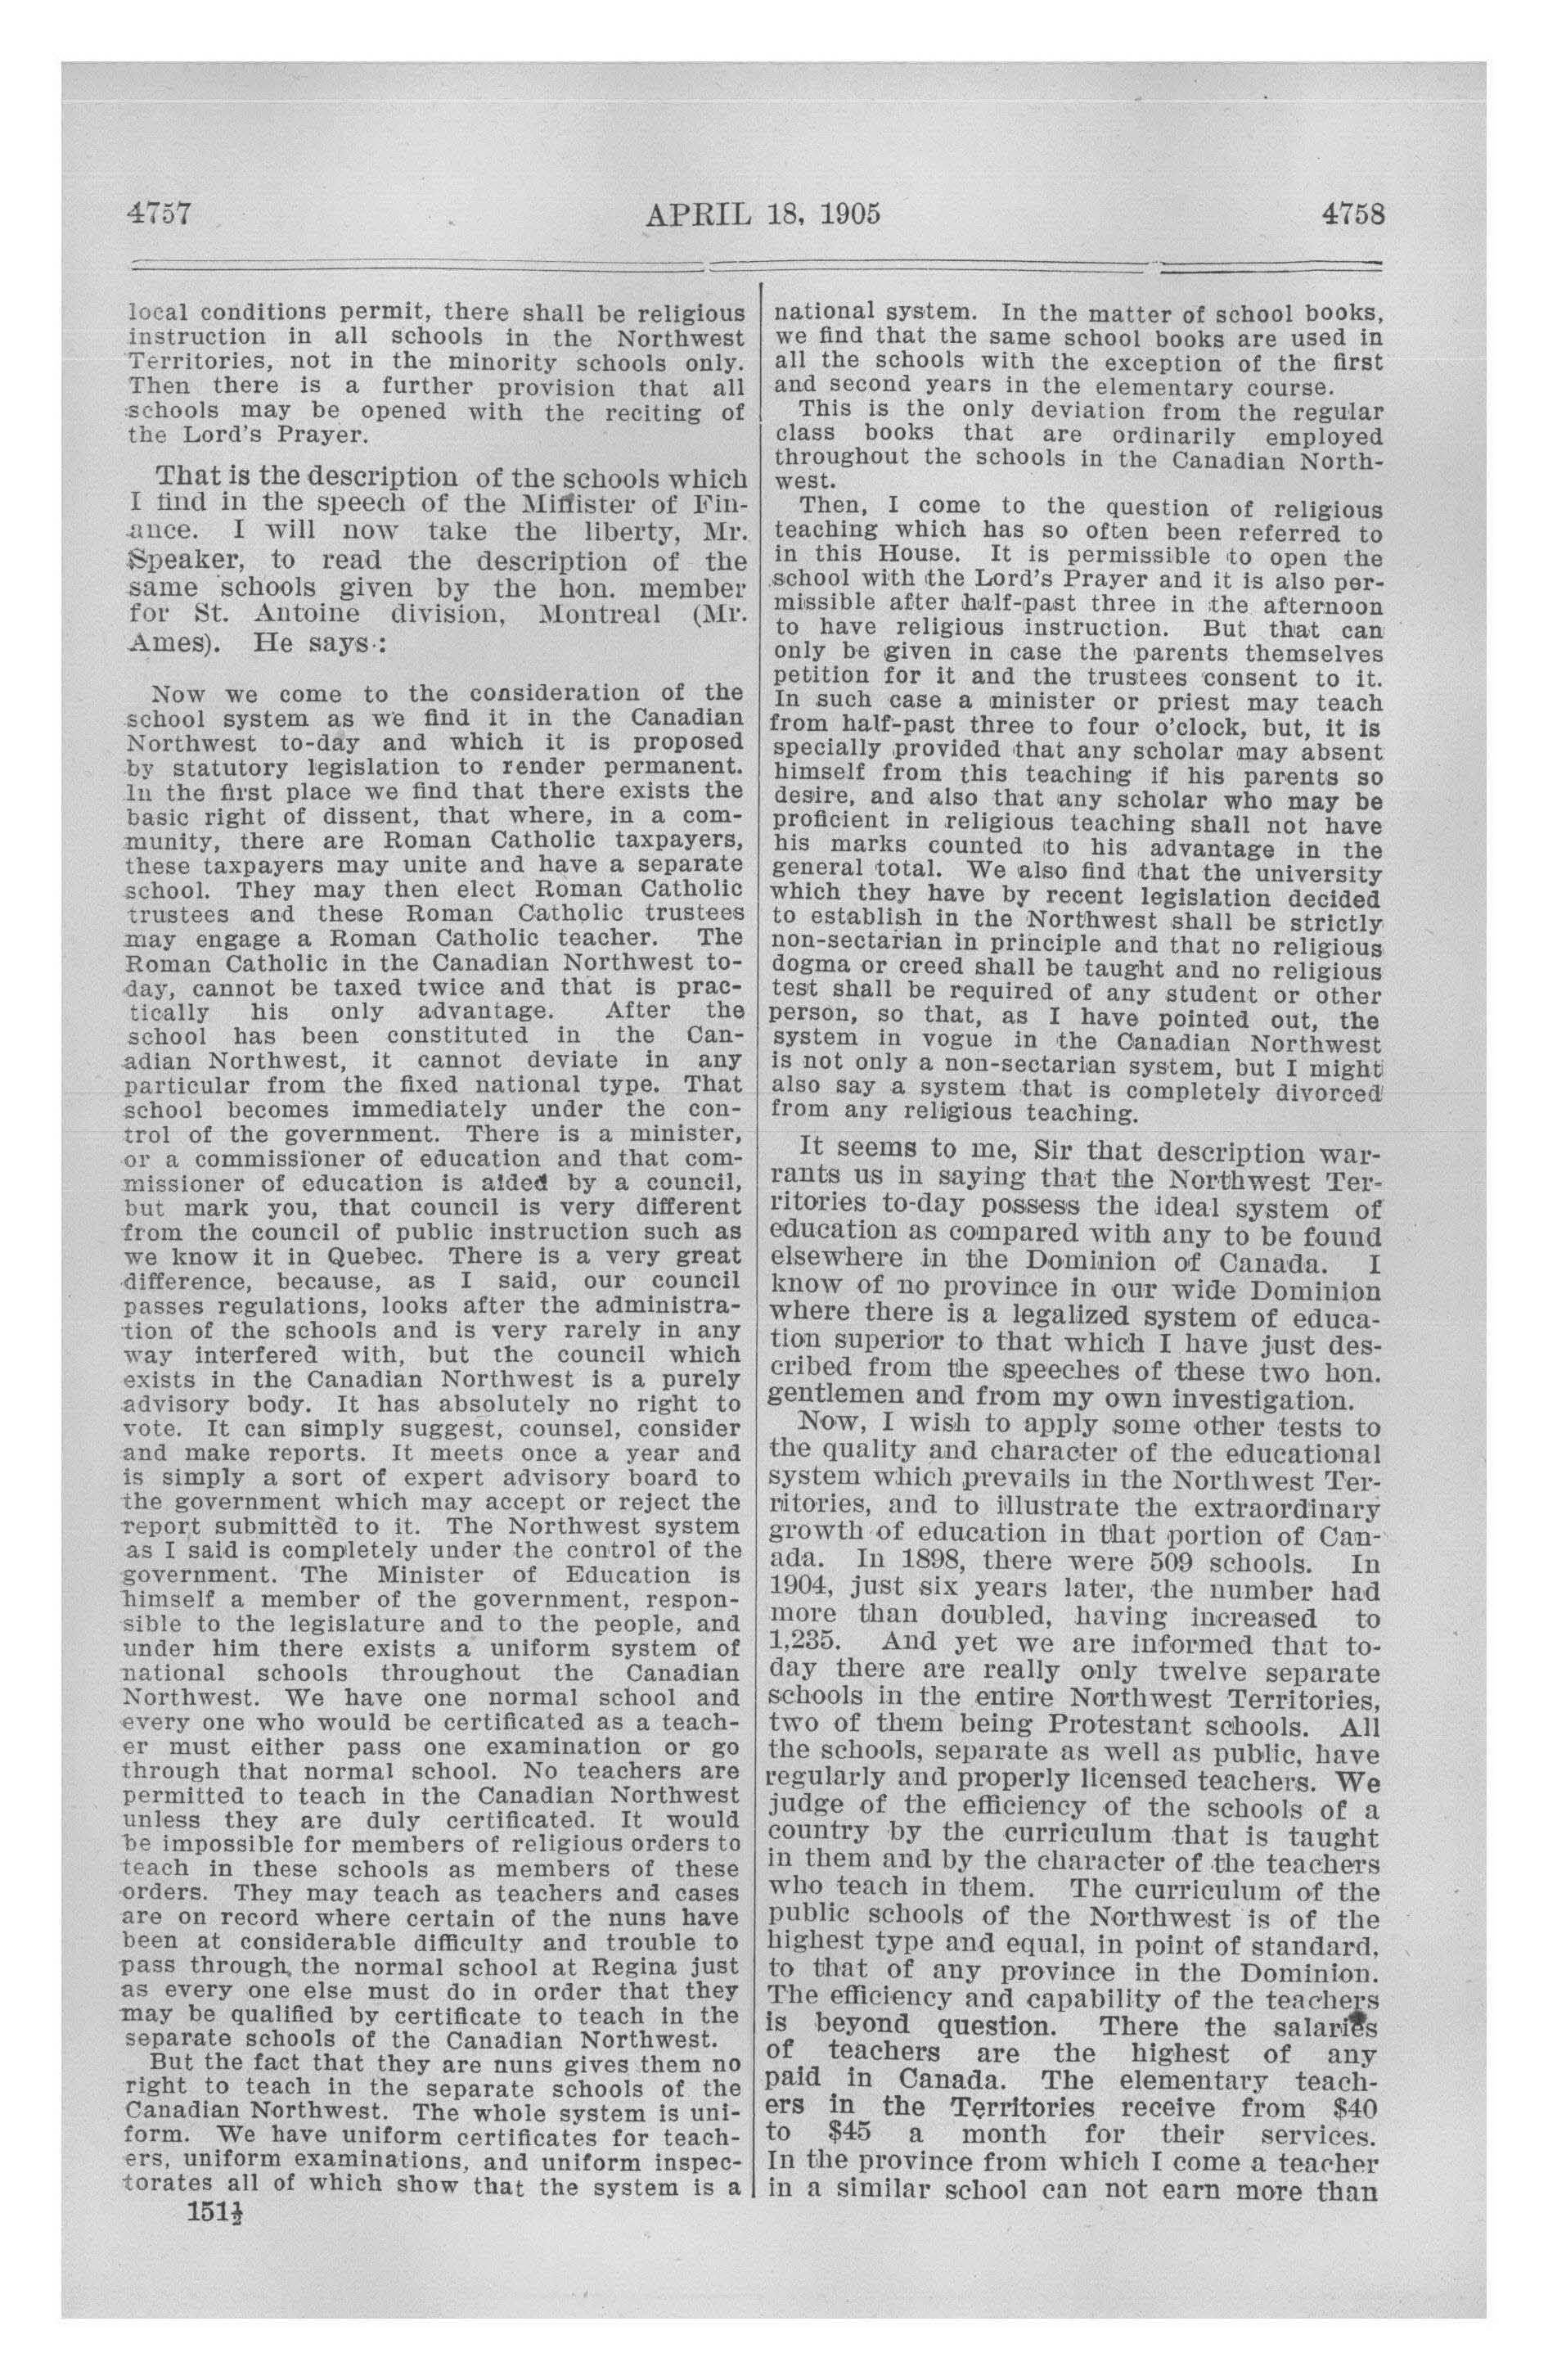 4757 APRIL 18, 1905 4758
local conditions permit, there shall be religious
instruction in all schools in the Northwest
Territories, not in the minority schools only.
Then there is a further provision that all
schools may be opened with the reciting of
the Lord's Prayer.
That is the description of the schools which
I find in the speech of the Minister of Fin-
ance. I will now take the liberty, Mr.
Speaker, to read the description of the
same schools given by the hon. member
for St. Antoine division, Montreal (Mr.
Ames). He says:
Now we come to the consideration of the
school system as we find it in the Canadian
Northwest to-day and which it is proposed
by statutory legislation to render permanent.
In the first place we find that there exists the
basic right of dissent, that where, in a com-
munity, there are Roman Catholic taxpayers,
these taxpayers may unite and have a separate
school. They may then elect Roman Catholic
trustees and these Roman Catholic trustees
may engage a Roman Catholic teacher. The
Roman Catholic in the Canadian Northwest to-
day, cannot be taxed twice and that is prac-
tically his only advantage. After the
school has been constituted in the Can-
adian Northwest, it cannot deviate in any
particular from the fixed national type. That
school becomes immediately under the con-
trol of the government. There is a minister,
or a commissioner of education and that com-
missioner of education is aided by a council,
but mark you, that council is very different
from the council of public instruction such as
we know it in Quebec. There is a very great
difference, because, as I said, our council
passes regulations, looks after the administra-
tion of the schools and is very rarely in any
way interfered with, but the council which
exists in the Canadian Northwest is a purely
advisory body. It has absolutely no right to
vote. It can simply suggest, counsel, consider
and make reports. It meets once a year and
is simply a sort of expert advisory board to
the government which may accept or reject the
report submitted to it. The Northwest system
as I said is completely under the control of the
government. The Minister of Education is
himself a member of the government, respon-
sible to the legislature and to the people, and
under him there exists a uniform system of
national schools throughout the Canadian
Northwest. We have one normal school and
every one who would be certificated as a teach-
er must either pass one examination or go
through that normal school. No teachers are
permitted to teach in the Canadian Northwest
unless they are duly certificated. It would
be impossible for members of religious orders to
teach in these schools as members of these
orders. They may teach as teachers and cases
are on record where certain of the nuns have
been at considerable difficulty and trouble to
pass through the normal school at Regina just
as every one else must do in order that they
may be qualified by certificate to teach in the
separate schools of the Canadian Northwest.
But the fact that they are nuns gives them no
right to teach in the separate schools of the
Canadian Northwest. The whole system is uni-
form. We have uniform certificates for teach-
ers, uniform examinations, and uniform inspec-
torates all of which show that the system is a
151½
national system. In the matter of school books,
we find that the same school books are used in
all the schools with the exception of the first
and second years in the elementary course.
This is the only deviation from the regular
class books that are ordinarily employed
throughout the schools in the Canadian North-
west.
Then, I come to the question of religious
teaching which has so often been referred to
in this House. It is permissible to open the
school with the Lord's Prayer and it is also per-
missible after half-past three in the afternoon
to have religious instruction. But that can
only be given in case the parents themselves
petition for it and the trustees consent to it.
In such case a minister or priest may teach
from half-past three to four o'clock, but, it is
specially provided that any scholar may absent
himself from this teaching if his parents so
desire, and also that any scholar who may be
proficient in religious teaching shall not have
his marks counted to his advantage in the
general total. We also find that the university
which they have by recent legislation decided
to establish in the Northwest shall be strictly
non-sectarian in principle and that no religious
dogma or creed shall be taught and no religious
test shall be required of any student or other
person, so that, as I have pointed out, the
system in vogue in the Canadian Northwest
is not only a non-sectarian system, but I might
also say a system that is completely divorced
from any religious teaching.
It seems to me, Sir that description war-
rants us in saying that the Northwest Ter-
ritories to-day possess the ideal system of
education as compared with any to be found
elsewhere in the Dominion of Canada. I
know of no province in our wide Dominion
where there is a legalized system of educa-
tion superior to that which I have just des-
cribed from the speeches of these two hon.
gentlemen and from my own investigation.
Now, I wish to apply some other tests to
the quality and character of the educational
system which prevails in the Northwest Ter-
ritories, and to illustrate the extraordinary
growth of education in that portion of Can-
ada. In 1898, there were 509 schools. In
1904, just six years later, the number had
more than doubled, having increased to
1,235. And yet we are informed that to-
day there are really only twelve separate
schools in the entire Northwest Territories,
two of them being Protestant schools. All
the schools, separate as well as public, have
regularly and properly licensed teachers. We
judge of the efficiency of the schools of a
country by the curriculum that is taught
in them and by the character of the teachers
who teach in them. The curriculum of the
public schools of the Northwest is of the
highest type and equal, in point of standard,
to that of any province in the Dominion.
The efficiency and capability of the teachers
is beyond question. There the salaries
of teachers are the highest of any
paid in Canada. The elementary teach-
ers in the Territories receive from $40
to $45 a month for their services.
In the province from which I come a teacher
in a similar school can not earn more than